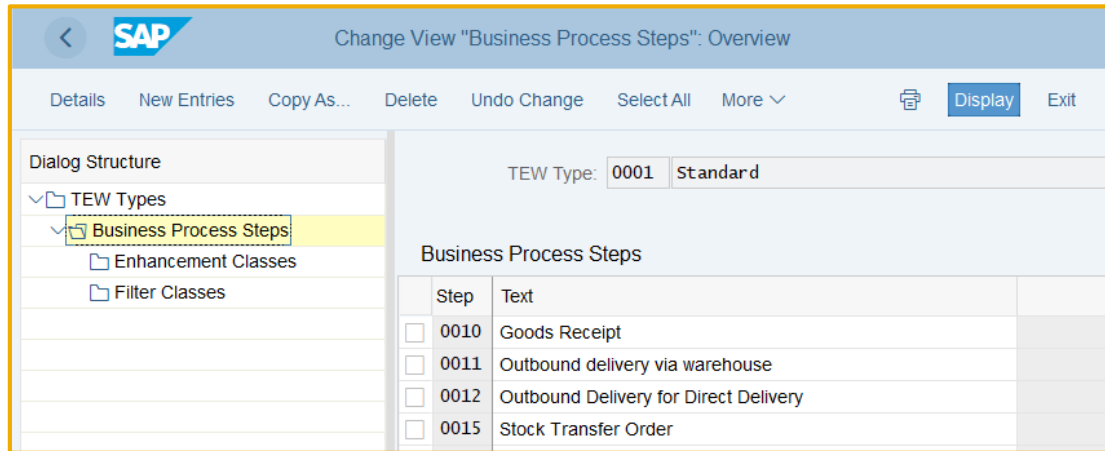 SAP Change View "Business Process Steps": Overview
Details New Entries Copy As... Delete Undo Change Select All More Display Exit
Dialog Structure
TEW Types
Business Process Steps
Enhancement Classes
Filter Classes
TEW Type: 0001 Standard
Business Process Steps
Step Text
0010 Goods Receipt
0011 Outbound delivery via warehouse
0012 Outbound Delivery for Direct Delivery
0015 Stock Transfer Order